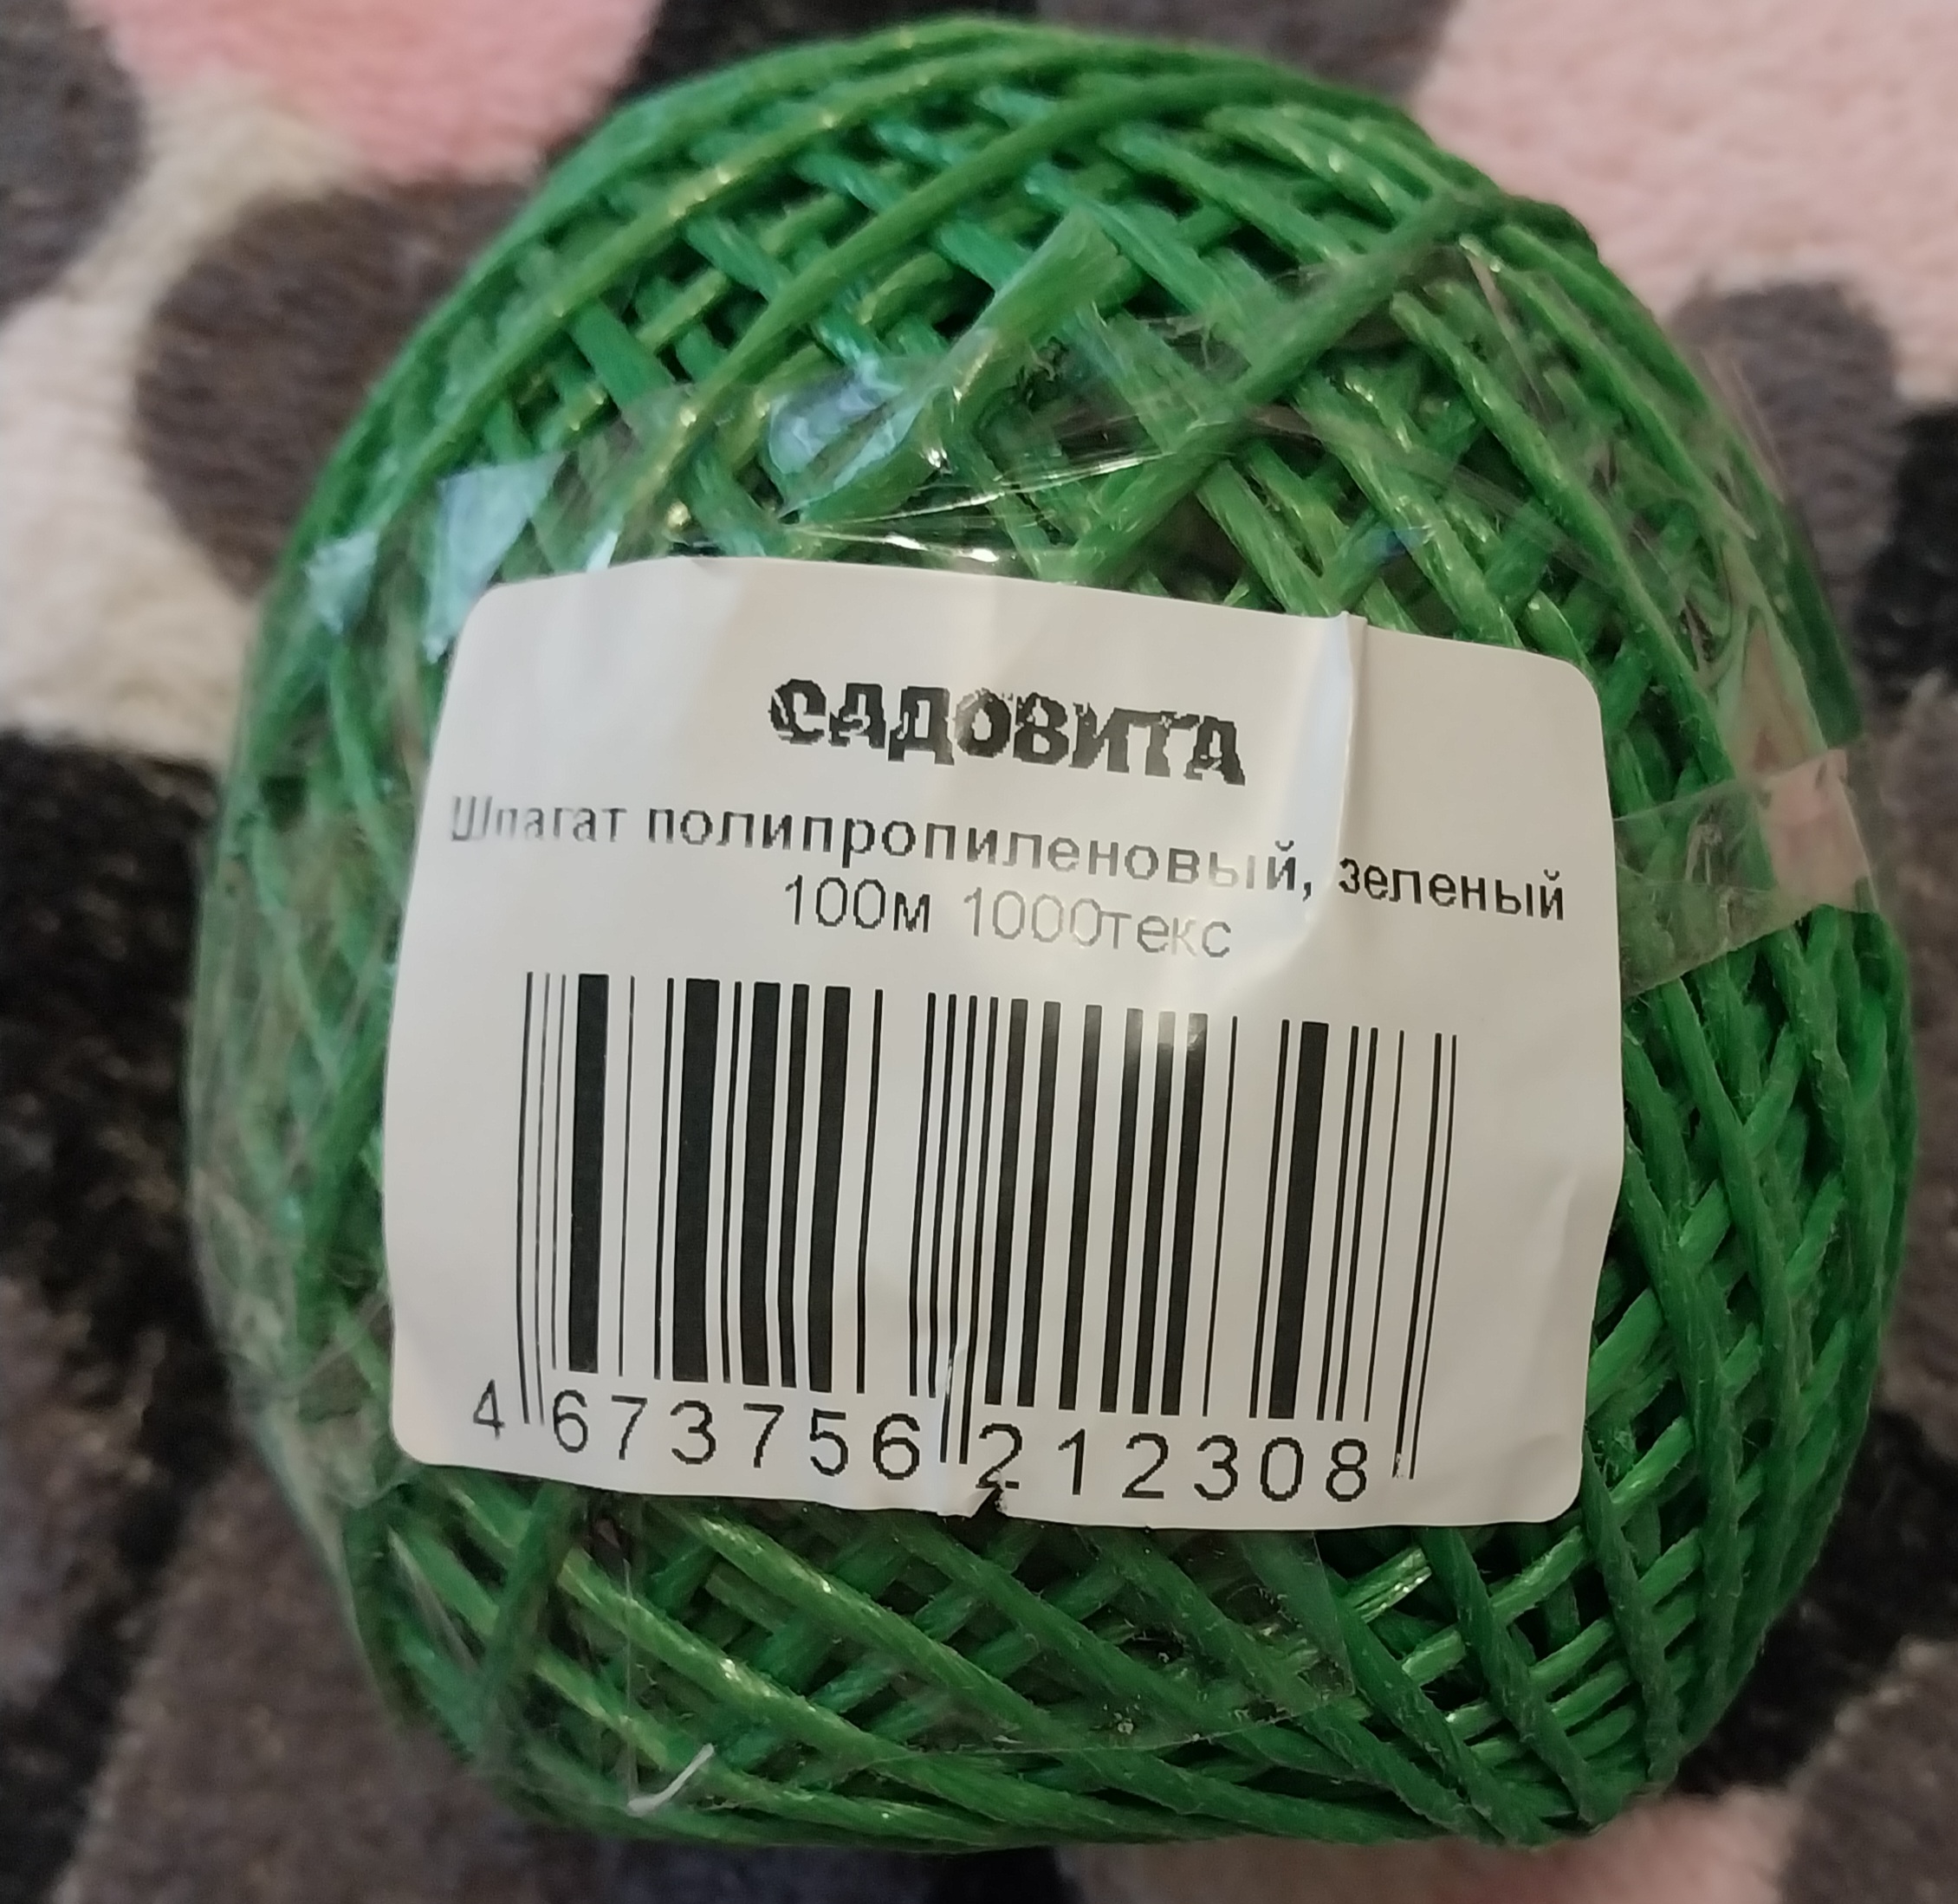 САДОВИТА
Шпагат полипропиленовый, зеленый
100м 1000текс
4 673756 212308